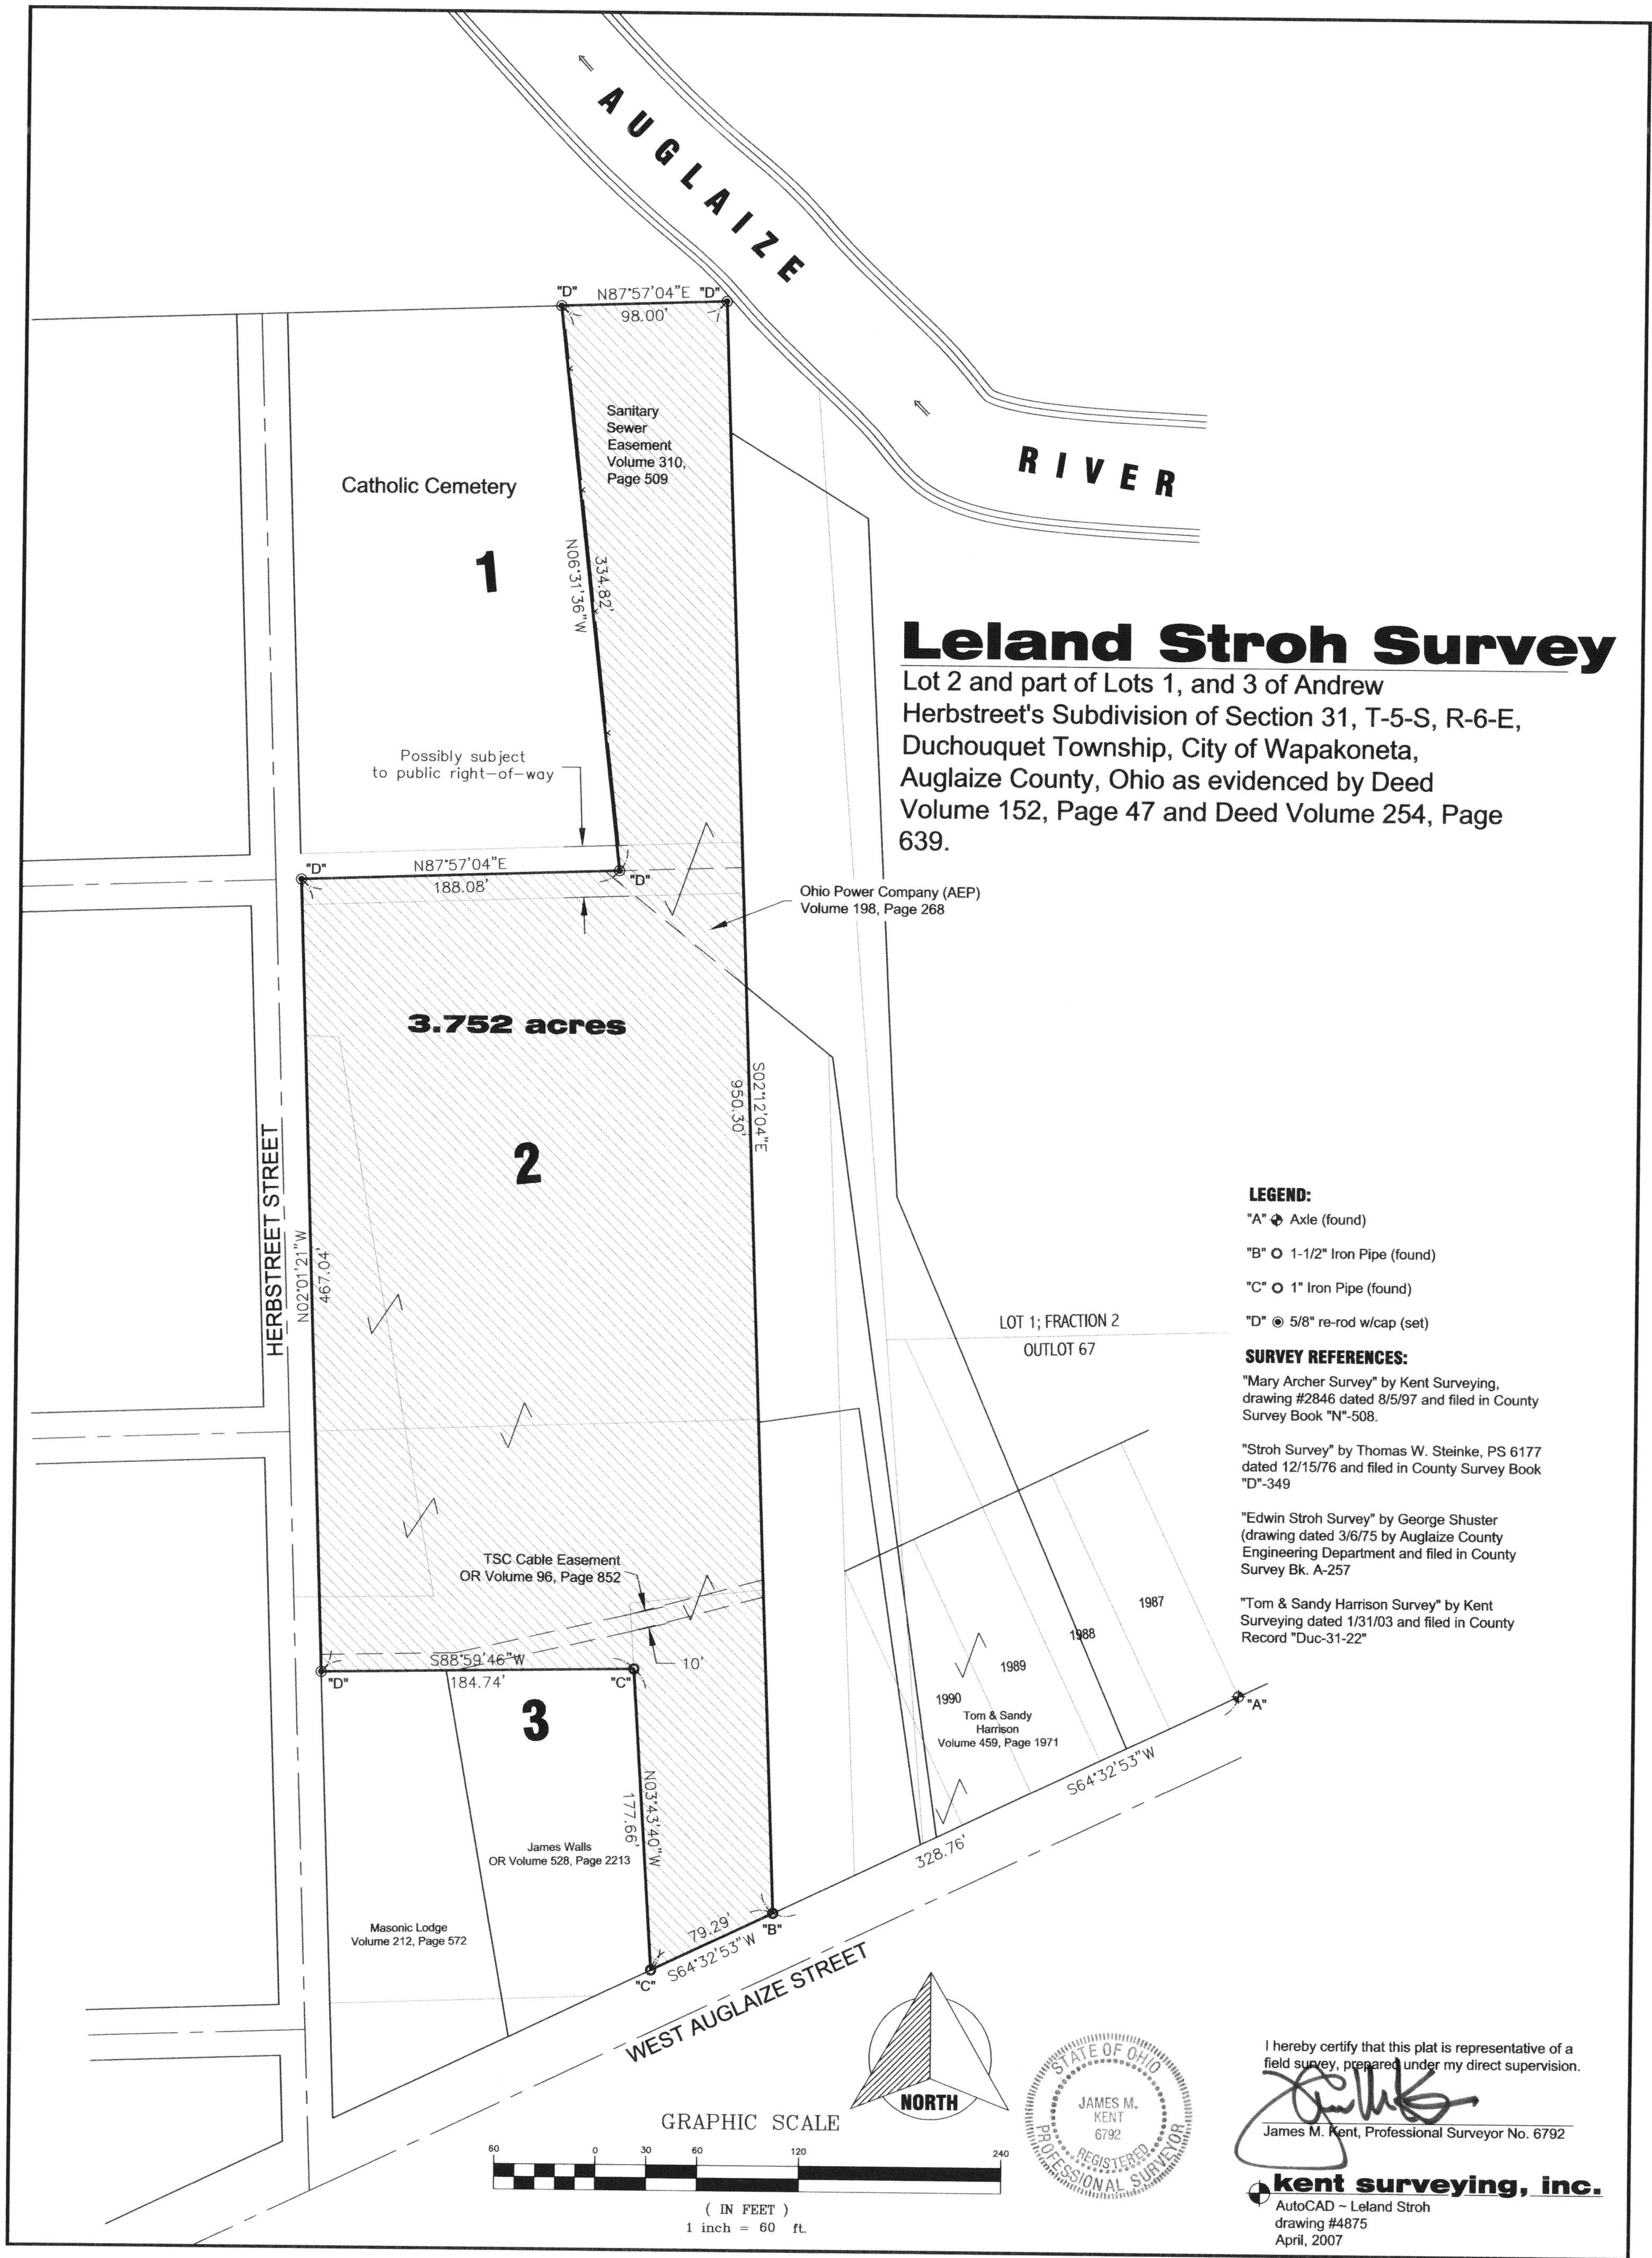 AUGLAIZE
RIVER
"D"
N87°57'04"E
"D"
98.00'
Sanitary
Sewer
Easement
Volume 310,
Page 509
Catholic Cemetery
1
N06°31'36"W
334.82'
Leland Stroh Survey
Lot 2 and part of Lots 1, and 3 of Andrew
Herbstreet's Subdivision of Section 31, T-5-S, R-6-E,
Duchouquet Township, City of Wapakoneta,
Auglaize County, Ohio as evidenced by Deed
Volume 152, Page 47 and Deed Volume 254, Page
639.
Possibly subject
to public right-of-way
"D"
N87°57'04"E
188.08'
"D"
Ohio Power Company (AEP)
Volume 198, Page 268
3.752 acres
S02°12'04"E
950.30'
2
HERBSTREET STREET
N02°01'21"W
467.04'
LOT 1; FRACTION 2
OUTLOT 67
LEGEND:
"A" Axle (found)
"B" 1-1/2" Iron Pipe (found)
"C" 1" Iron Pipe (found)
"D" 5/8" re-rod w/cap (set)
SURVEY REFERENCES:
"Mary Archer Survey" by Kent Surveying,
drawing #2846 dated 8/5/97 and filed in County
Survey Book "N"-508.
"Stroh Survey" by Thomas W. Steinke, PS 6177
dated 12/15/76 and filed in County Survey Book
"D"-349
"Edwin Stroh Survey" by George Shuster
(drawing dated 3/6/75 by Auglaize County
Engineering Department and filed in County
Survey Bk. A-257
"Tom & Sandy Harrison Survey" by Kent
Surveying dated 1/31/03 and filed in County
Record "Duc-31-22"
TSC Cable Easement
OR Volume 96, Page 852
10'
S88°59'46"W
184.74'
"D"
"C"
3
1987
1988
1989
1990
Tom & Sandy
Harrison
Volume 459, Page 1971
"A"
S64°32'53"W
328.76'
N03°43'40"W
177.66'
James Walls
OR Volume 528, Page 2213
Masonic Lodge
Volume 212, Page 572
79.29'
S64°32'53"W
"B"
"C"
WEST AUGLAIZE STREET
NORTH
GRAPHIC SCALE
60 0 30 60 120 240
( IN FEET )
1 inch = 60 ft.
STATE OF OHIO
JAMES M.
KENT
6792
REGISTERED
PROFESSIONAL SURVEYOR
I hereby certify that this plat is representative of a
field survey, prepared under my direct supervision.
James M. Kent, Professional Surveyor No. 6792
kent surveying, inc.
AutoCAD ~ Leland Stroh
drawing #4875
April, 2007